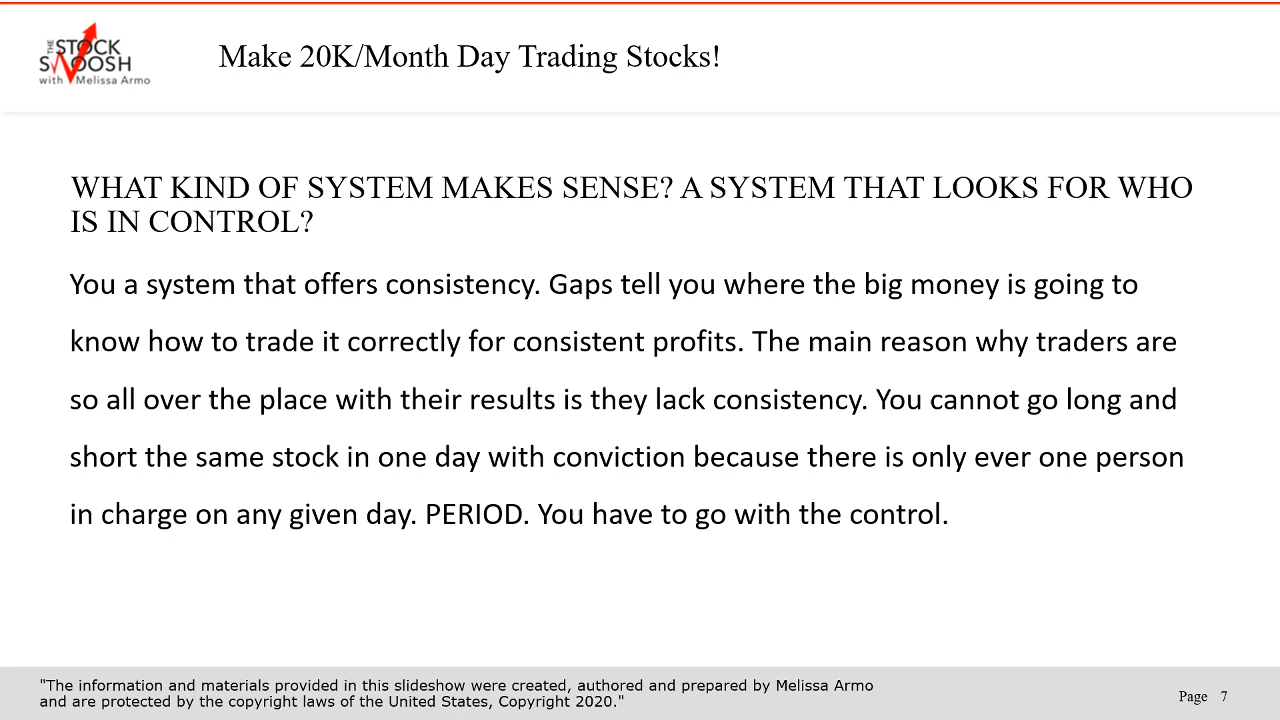 THE STOCK
SWOOSH
with Melissa Armo
Make 20K/Month Day Trading Stocks!
WHAT KIND OF SYSTEM MAKES SENSE? A SYSTEM THAT LOOKS FOR WHO
IS IN CONTROL?
You a system that offers consistency. Gaps tell you where the big money is going to
know how to trade it correctly for consistent profits. The main reason why traders are
so all over the place with their results is they lack consistency. You cannot go long and
short the same stock in one day with conviction because there is only ever one person
in charge on any given day. PERIOD. You have to go with the control.
"The information and materials provided in this slideshow were created, authored and prepared by Melissa Armo
and are protected by the copyright laws of the United States, Copyright 2020."
Page 7